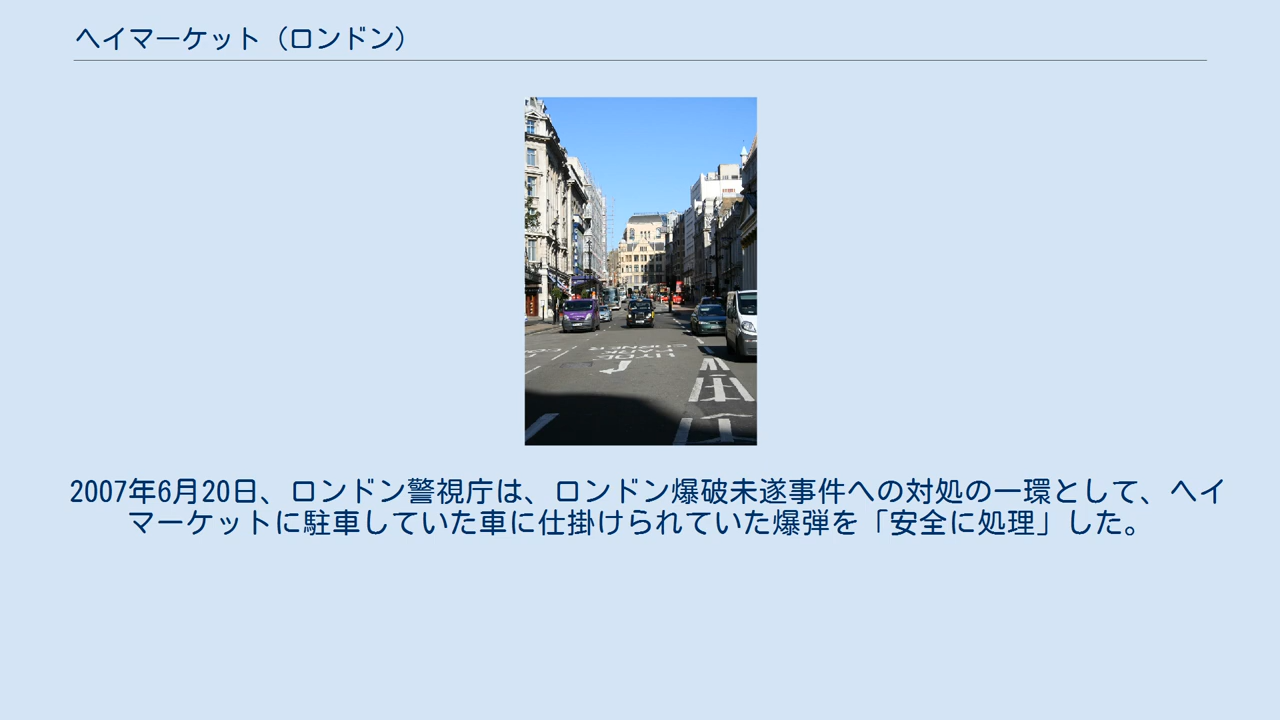 ヘイマーケット（ロンドン）
HYDE
PARK
CORNER
2007年6月20日、ロンドン警視庁は、ロンドン爆破未遂事件への対処の一環として、ヘイ
マーケットに駐車していた車に仕掛けられていた爆弾を「安全に処理」した。